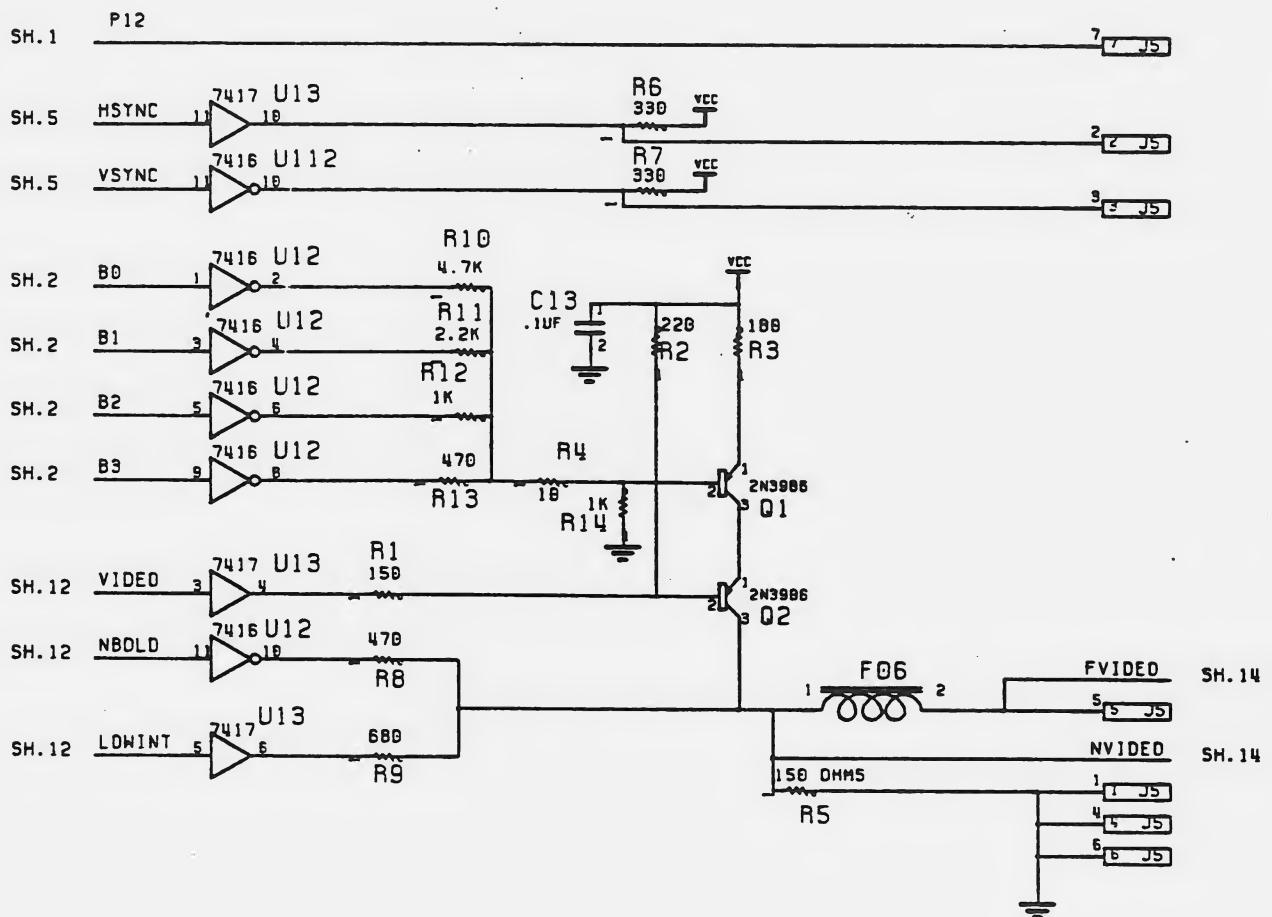 P12
SH.1
7 7 J5
7417 U13
R6
330
VCC
SH.5 HSYNC 11 10
2 2 J5
7416 U112
R7
330
VCC
SH.5 VSYNC 11 10
3 3 J5
R10
4.7K
7416 U12
SH.2 B0 1 2
VCC
C13 1
.1UF
2
R11
2.2K
7416 U12
SH.2 B1 3 4
220
R2
100
R3
R12
1K
7416 U12
SH.2 B2 5 6
7416 U12
470
R4
SH.2 B3 9 8
R13
10
1K
R14
1
2
3
2N3906
Q1
7417 U13
R1
150
SH.12 VIDEO 3 4
1
2
3
2N3906
Q2
7416 U12
470
SH.12 NBOLD 11 10
R8
F06
1 2
FVIDEO SH.14
5 5 J5
U13
7417
680
SH.12 LOWINT 5 6
R9
NVIDEO SH.14
150 OHMS
R5
1 1 J5
4 4 J5
6 6 J5